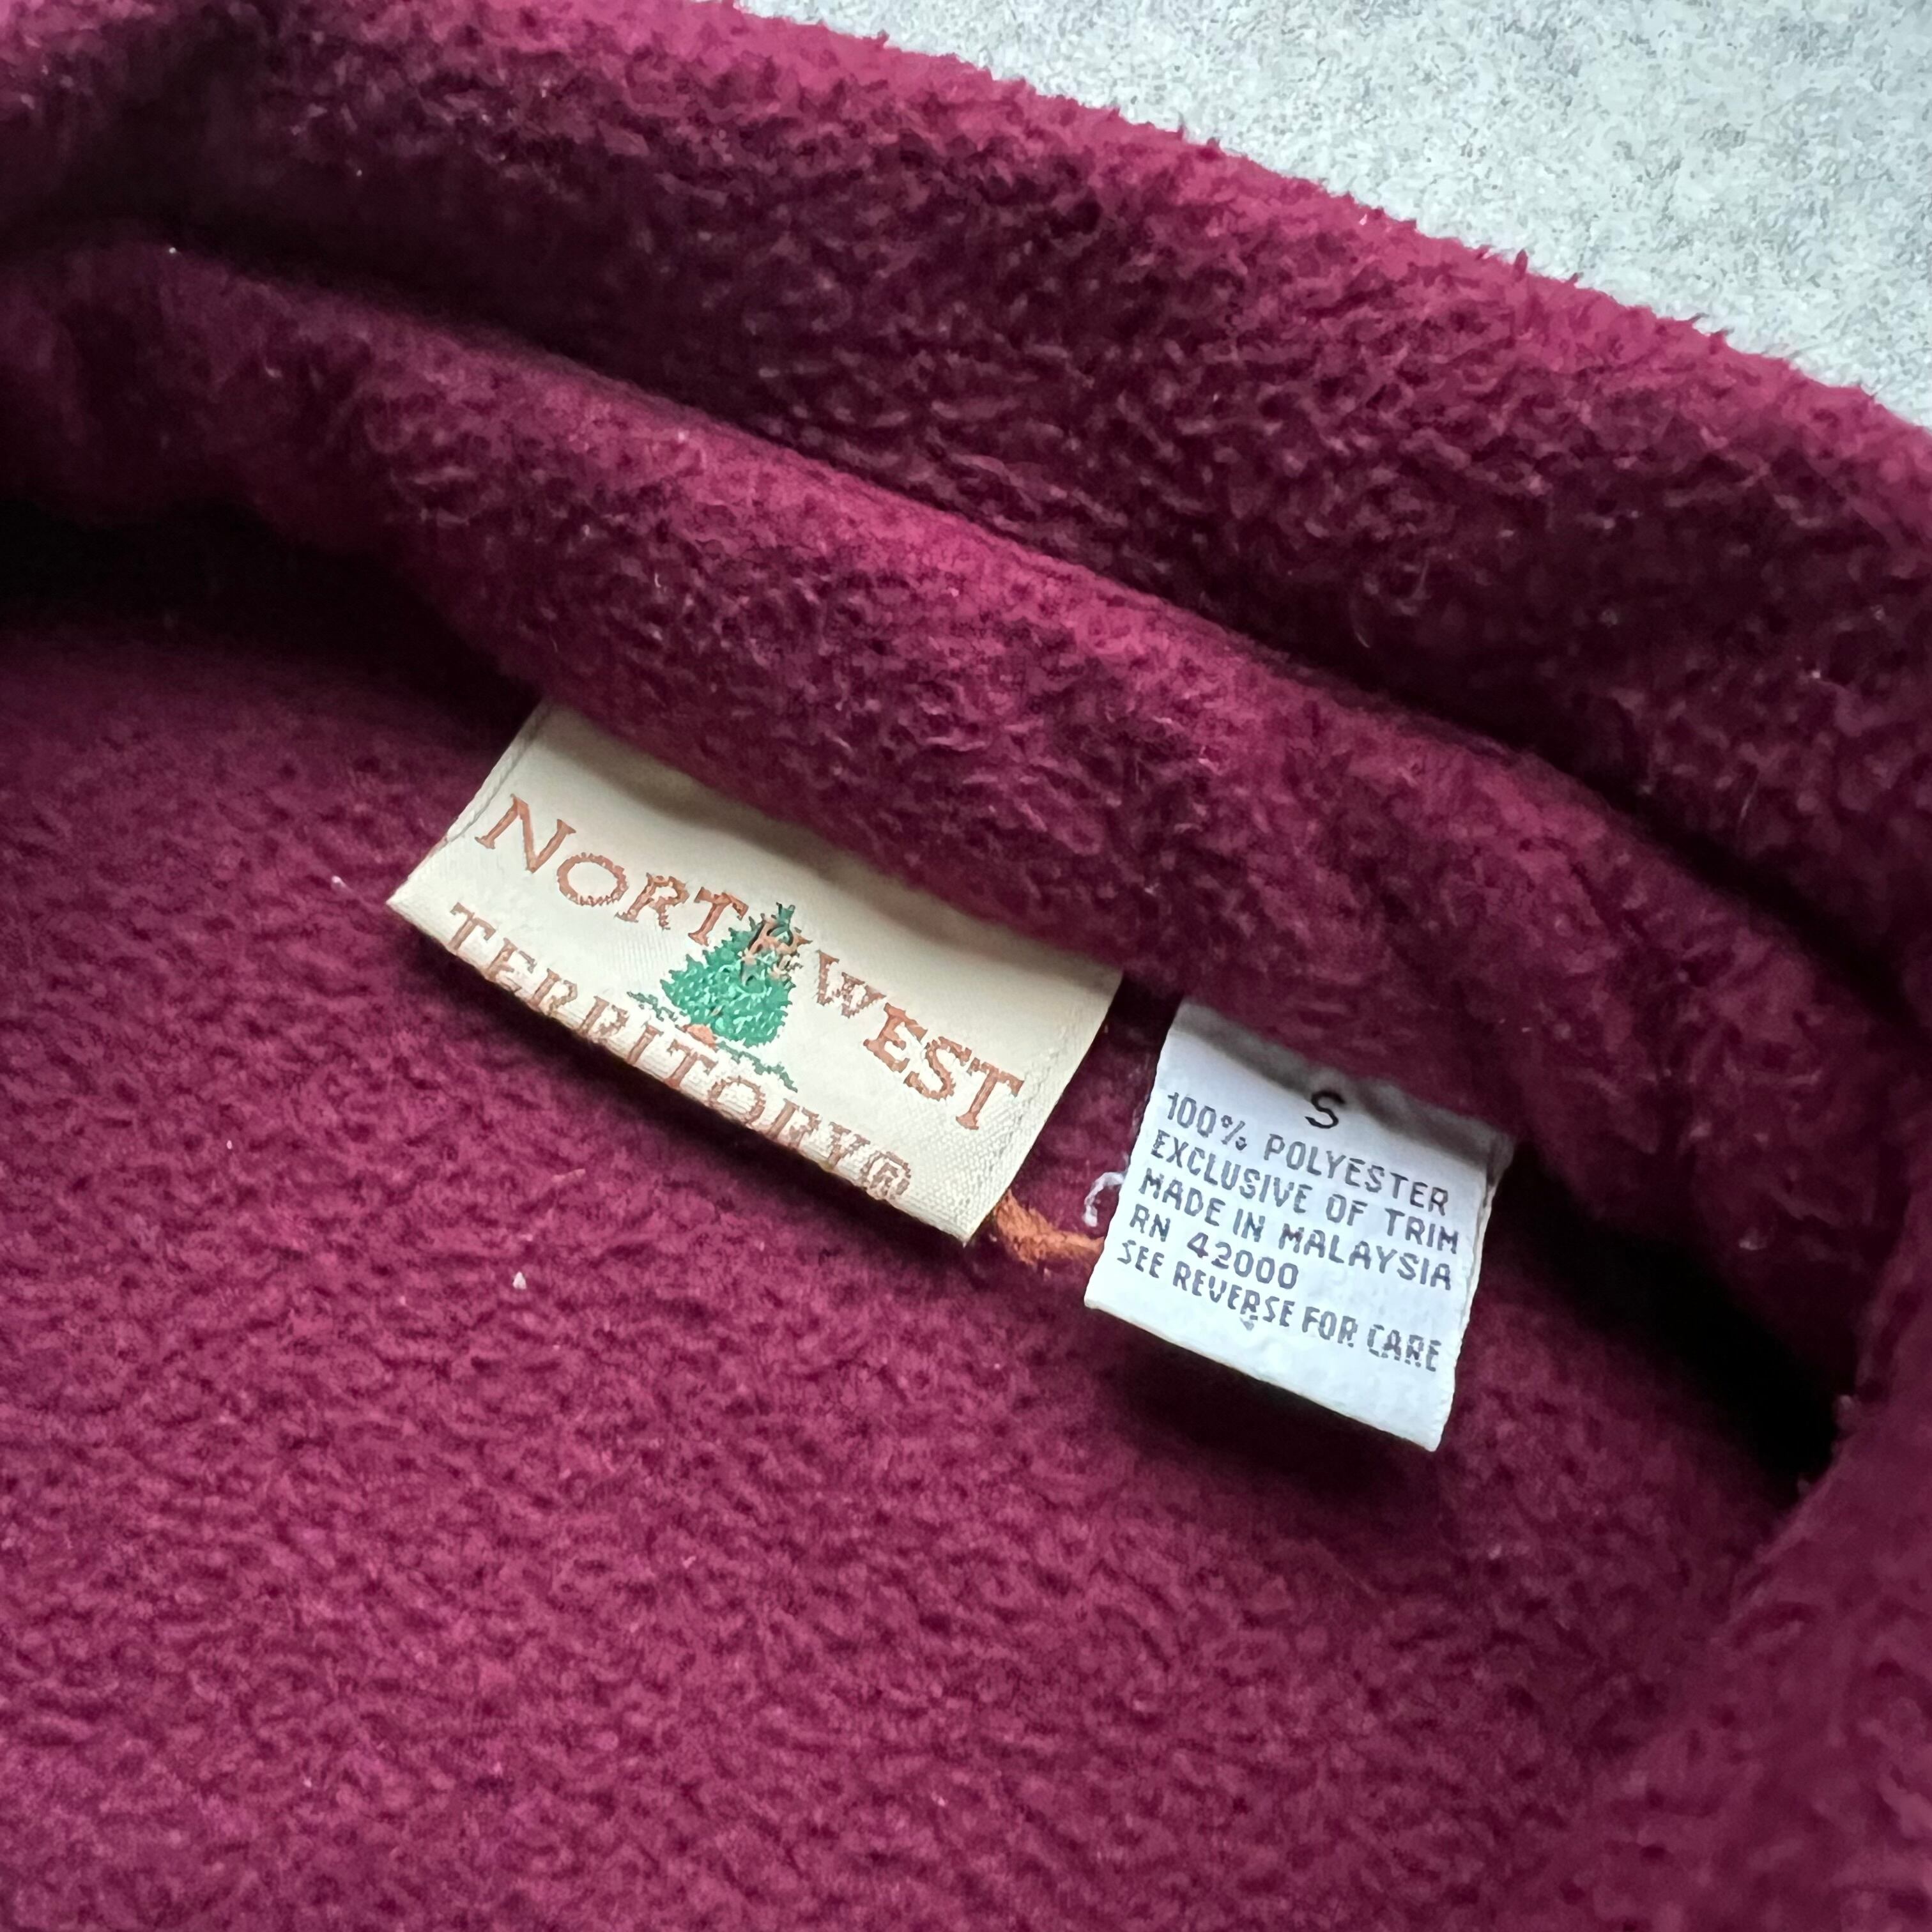 NORTHWEST
TERRITORY®
S
100% POLYESTER
EXCLUSIVE OF TRIM
MADE IN MALAYSIA
RN 42000
SEE REVERSE FOR CARE